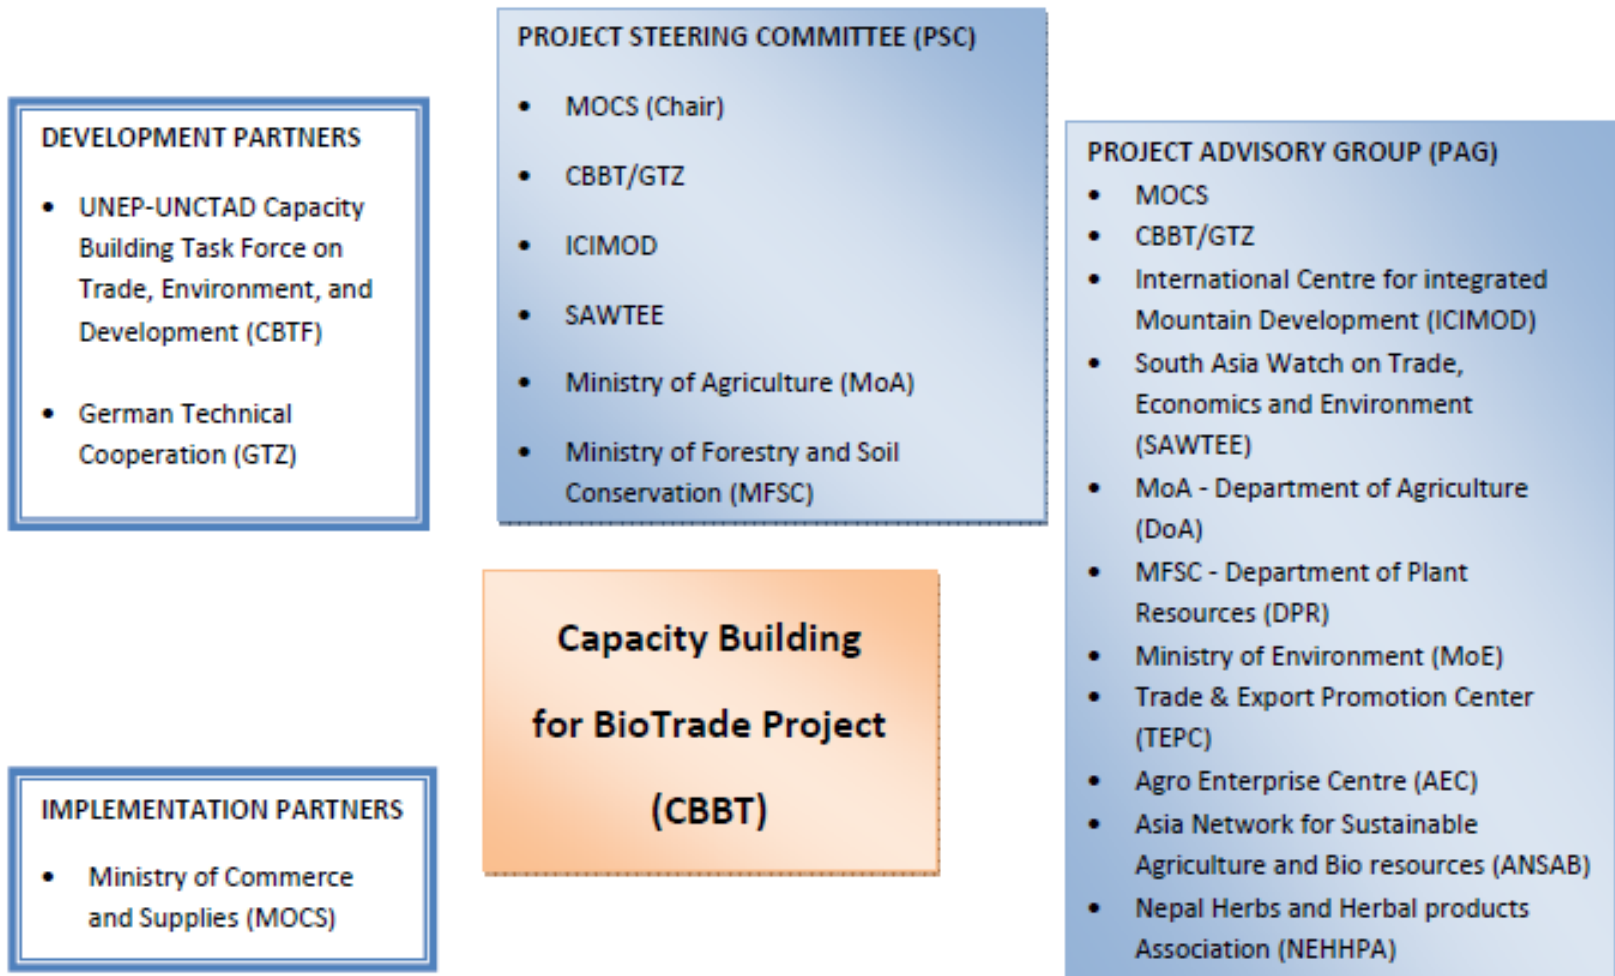 PROJECT STEERING COMMITTEE (PSC)
• MOCS (Chair)
• CBBT/GTZ
• ICIMOD
• SAWTEE
• Ministry of Agriculture (MoA)
• Ministry of Forestry and Soil
Conservation (MFSC)
DEVELOPMENT PARTNERS
• UNEP-UNCTAD Capacity
Building Task Force on
Trade, Environment, and
Development (CBTF)
• German Technical
Cooperation (GTZ)
PROJECT ADVISORY GROUP (PAG)
• MOCS
• CBBT/GTZ
• International Centre for integrated
Mountain Development (ICIMOD)
• South Asia Watch on Trade,
Economics and Environment
(SAWTEE)
• MoA - Department of Agriculture
(DoA)
• MFSC - Department of Plant
Resources (DPR)
• Ministry of Environment (MoE)
• Trade & Export Promotion Center
(TEPC)
• Agro Enterprise Centre (AEC)
• Asia Network for Sustainable
Agriculture and Bio resources (ANSAB)
• Nepal Herbs and Herbal products
Association (NEHHPA)
Capacity Building
for BioTrade Project
(CBBT)
IMPLEMENTATION PARTNERS
• Ministry of Commerce
and Supplies (MOCS)